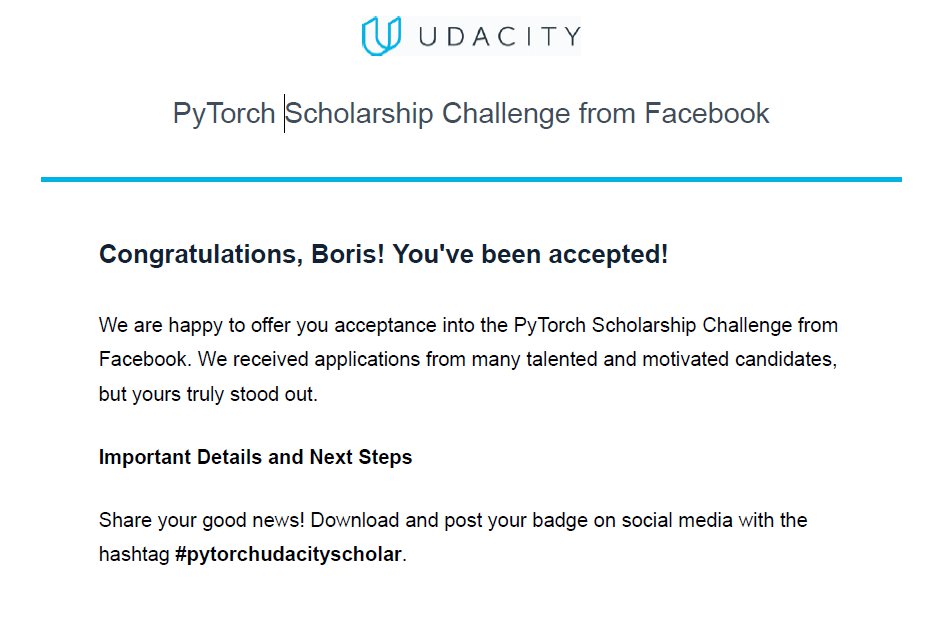 UDACITY
PyTorch Scholarship Challenge from Facebook
Congratulations, Boris! You've been accepted!
We are happy to offer you acceptance into the PyTorch Scholarship Challenge from
Facebook. We received applications from many talented and motivated candidates,
but yours truly stood out.
Important Details and Next Steps
Share your good news! Download and post your badge on social media with the
hashtag #pytorchudacityscholar.